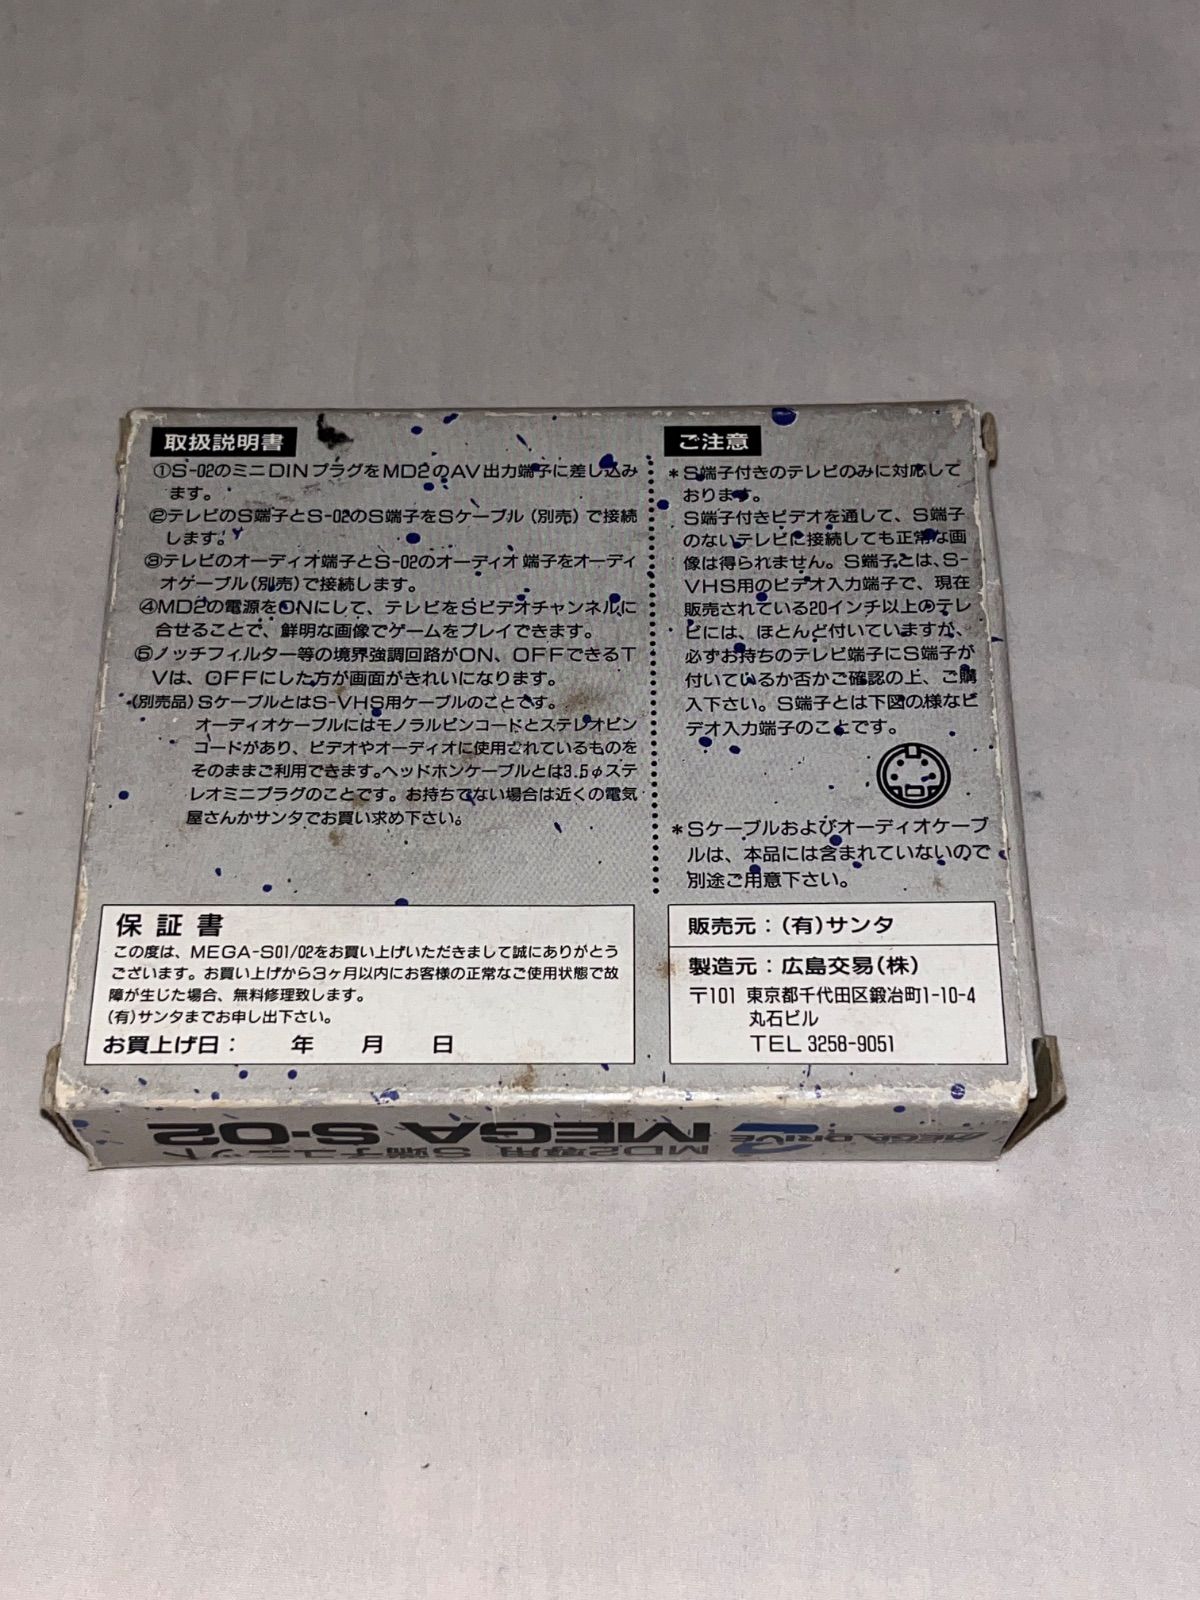 取扱説明書
①S-02のミニDINプラグをMD2のAV出力端子に差し込み
ます。
②テレビのS端子とS-02のS端子をSケーブル(別売)で接続
します。
③テレビのオーディオ端子とS-02のオーディオ端子をオーディ
オケーブル(別売)で接続します。
④MD2の電源をONにして、テレビをSビデオチャンネルに
合せることで、鮮明な画像でゲームをプレイできます。
⑤ノッチフィルター等の境界強調回路がON、OFFできるT
Vは、OFFにした方が画面がきれいになります。
(別売品)SケーブルとはS-VHS用ケーブルのことです。
オーディオケーブルにはモノラルピンコードとステレオピン
コードがあり、ビデオやオーディオに使用されているものを
そのままご利用できます。ヘッドホンケーブルとは3.5φステ
レオミニプラグのことです。お持ちでない場合は近くの電気
屋さんかサンタでお買い求め下さい。
ご注意
*S端子付きのテレビのみに対応して
おります。
S端子付きビデオを通して、S端子
のないテレビに接続しても正常な画
像は得られません。S端子とは、S-
VHS用のビデオ入力端子で、現在
販売されている20インチ以上のテレ
ビには、ほとんど付いていますが、
必ずお持ちのテレビ端子にS端子が
付いているか否かご確認の上、ご購
入下さい。S端子とは下図の様なビ
デオ入力端子のことです。
*Sケーブルおよびオーディオケーブ
ルは、本品には含まれていないので
別途ご用意下さい。
保証書
この度は、MEGA-S01/02をお買い上げいただきまして誠にありがとう
ございます。お買い上げから3ヶ月以内にお客様の正常なご使用状態で故
障が生じた場合、無料修理致します。
(有)サンタまでお申し出下さい。
お買上げ日: 年 月 日
販売元:(有)サンタ
製造元:広島交易(株)
〒101 東京都千代田区鍛冶町1-10-4
丸石ビル
TEL 3258-9051
MD2専用 S端子ユニット
MEGA DRIVE 2 MEGA S-02